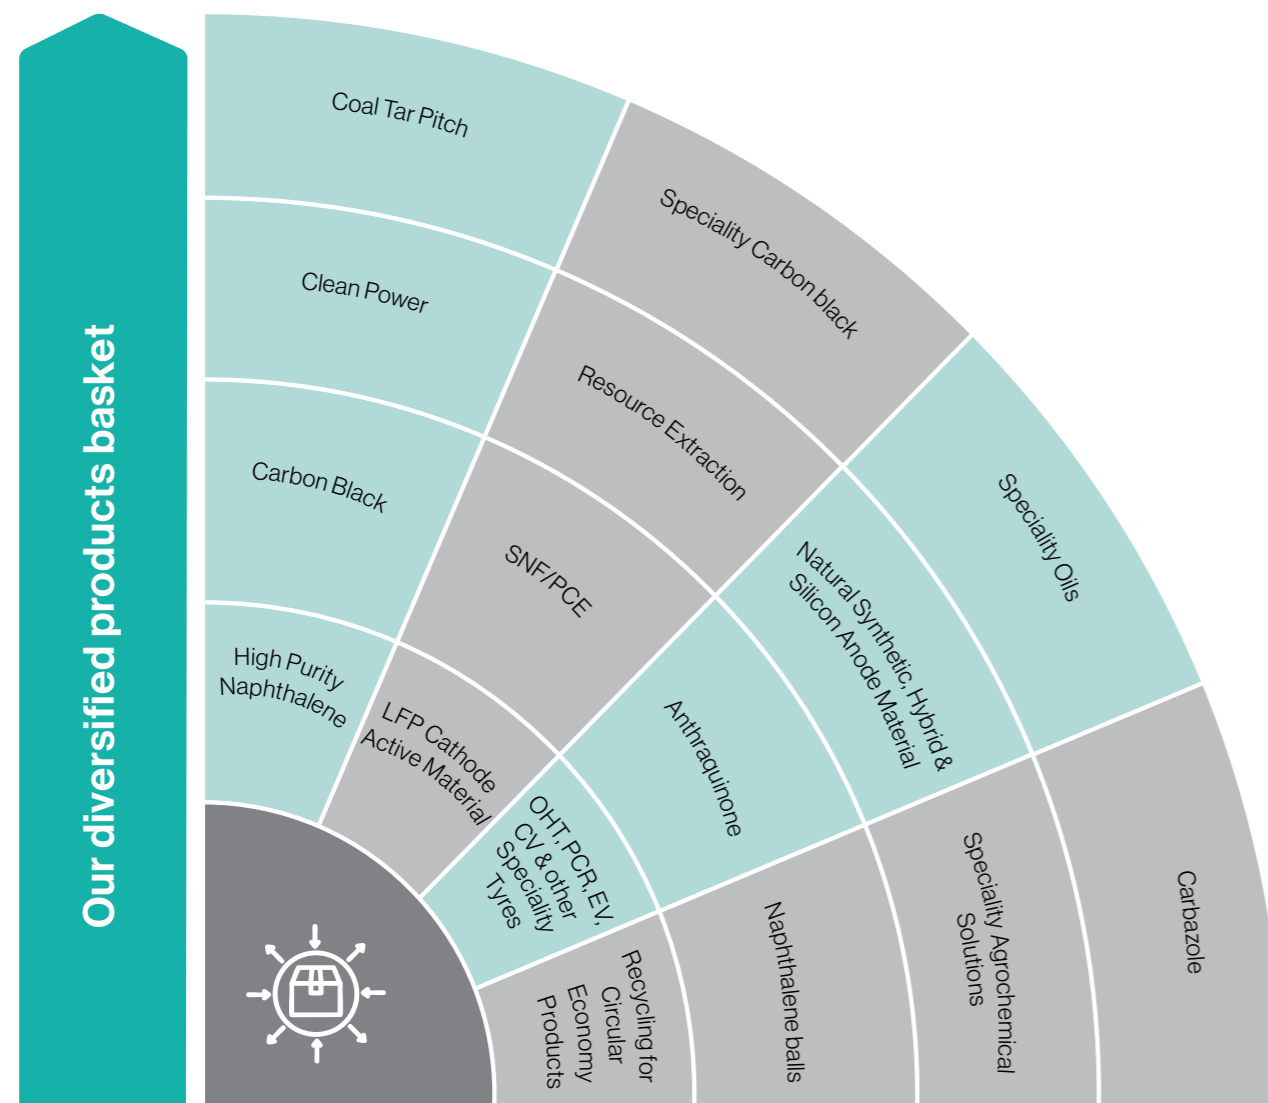 Our diversified products basket
Coal Tar Pitch
Clean Power
Carbon Black
High Purity
Naphthalene
Speciality Carbon black
Resource Extraction
SNF/PCE
LFP Cathode
Active Material
Speciality Oils
Natural Synthetic, Hybrid &
Silicon Anode Material
Anthraquinone
OHT, PCR, EV,
CV & other
Speciality
Tyres
Carbazole
Speciality Agrochemical
Solutions
Naphthalene balls
Recycling for
Circular
Economy
Products